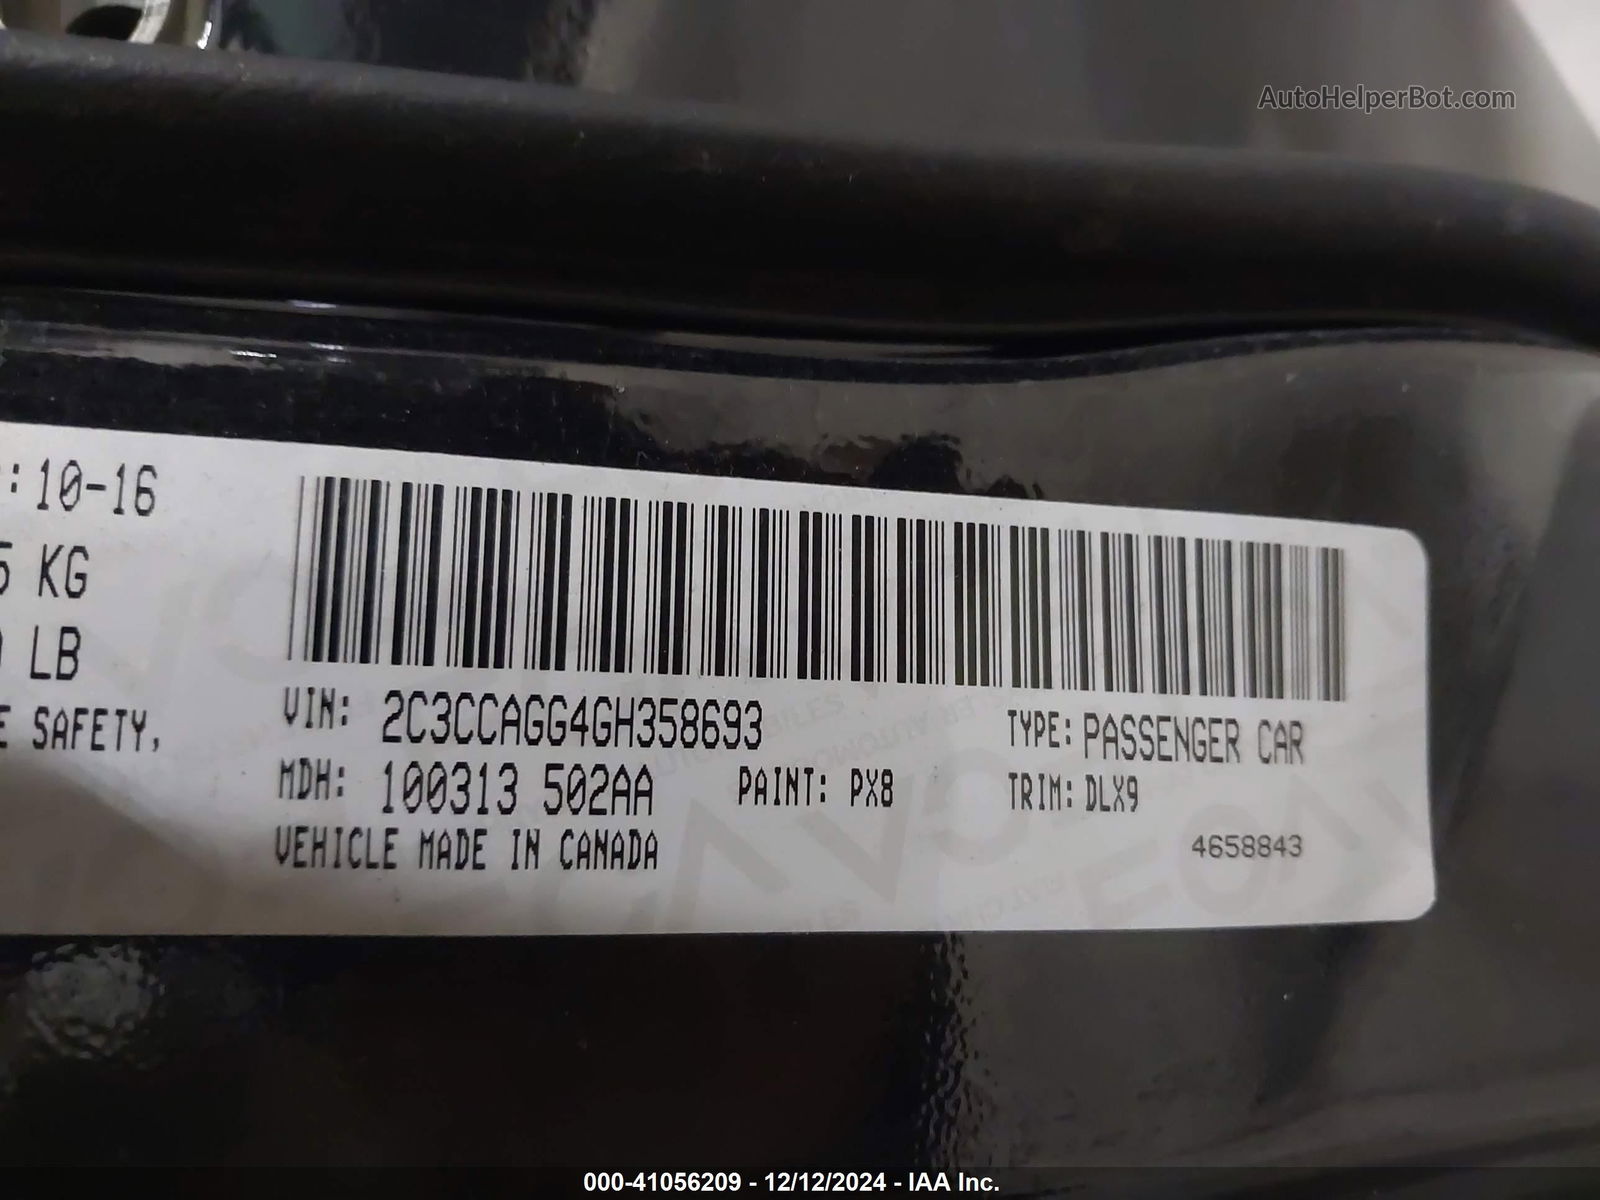 AutoHelperBot.com
: 10-16
KG
LB
SAFETY,
VIN: 2C3CCAGG4GH358693
TYPE: PASSENGER CAR
MDH: 100313 502AA
PAINT: PX8
TRIM: DLX9
VEHICLE MADE IN CANADA
4658843
000-41056209 - 12/12/2024 - IAA Inc.